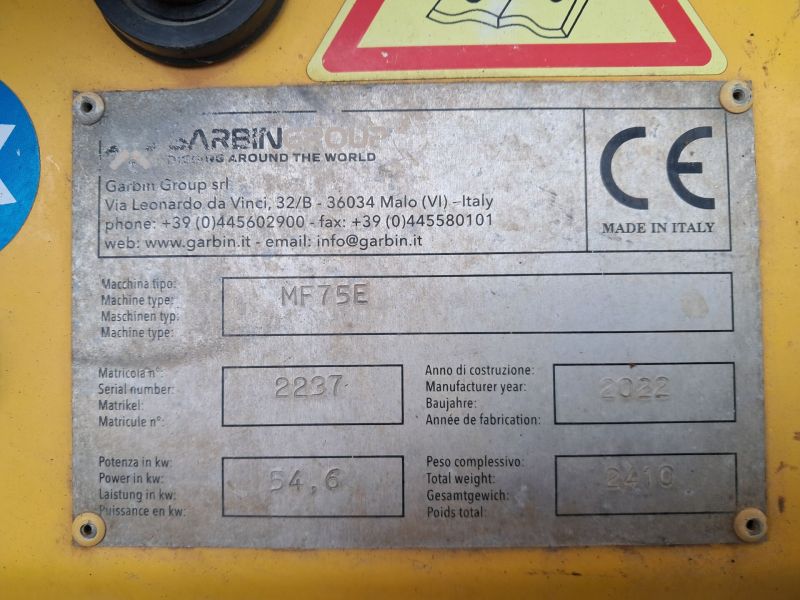 GARBINGROUP
DIGGING AROUND THE WORLD
Garbin Group srl
Via Leonardo da Vinci, 32/B - 36034 Malo (VI) –Italy
phone: +39 (0)445602900 - fax: +39 (0)445580101
web: www.garbin.it - email: info@garbin.it
CE
MADE IN ITALY
Macchina tipo:
Machine type:
Maschinen typ:
Machine type:
MF75E
Matricola n°:
Serial number:
Matrikel:
Matricule n°:
2237
Anno di costruzione:
Manufacturer year:
Baujahre:
Année de fabrication:
2022
Potenza in kw:
Power in kw:
Laistung in kw:
Puissance en kw:
54,6
Peso complessivo:
Total weight:
Gesamtgewich:
Poids total:
2410